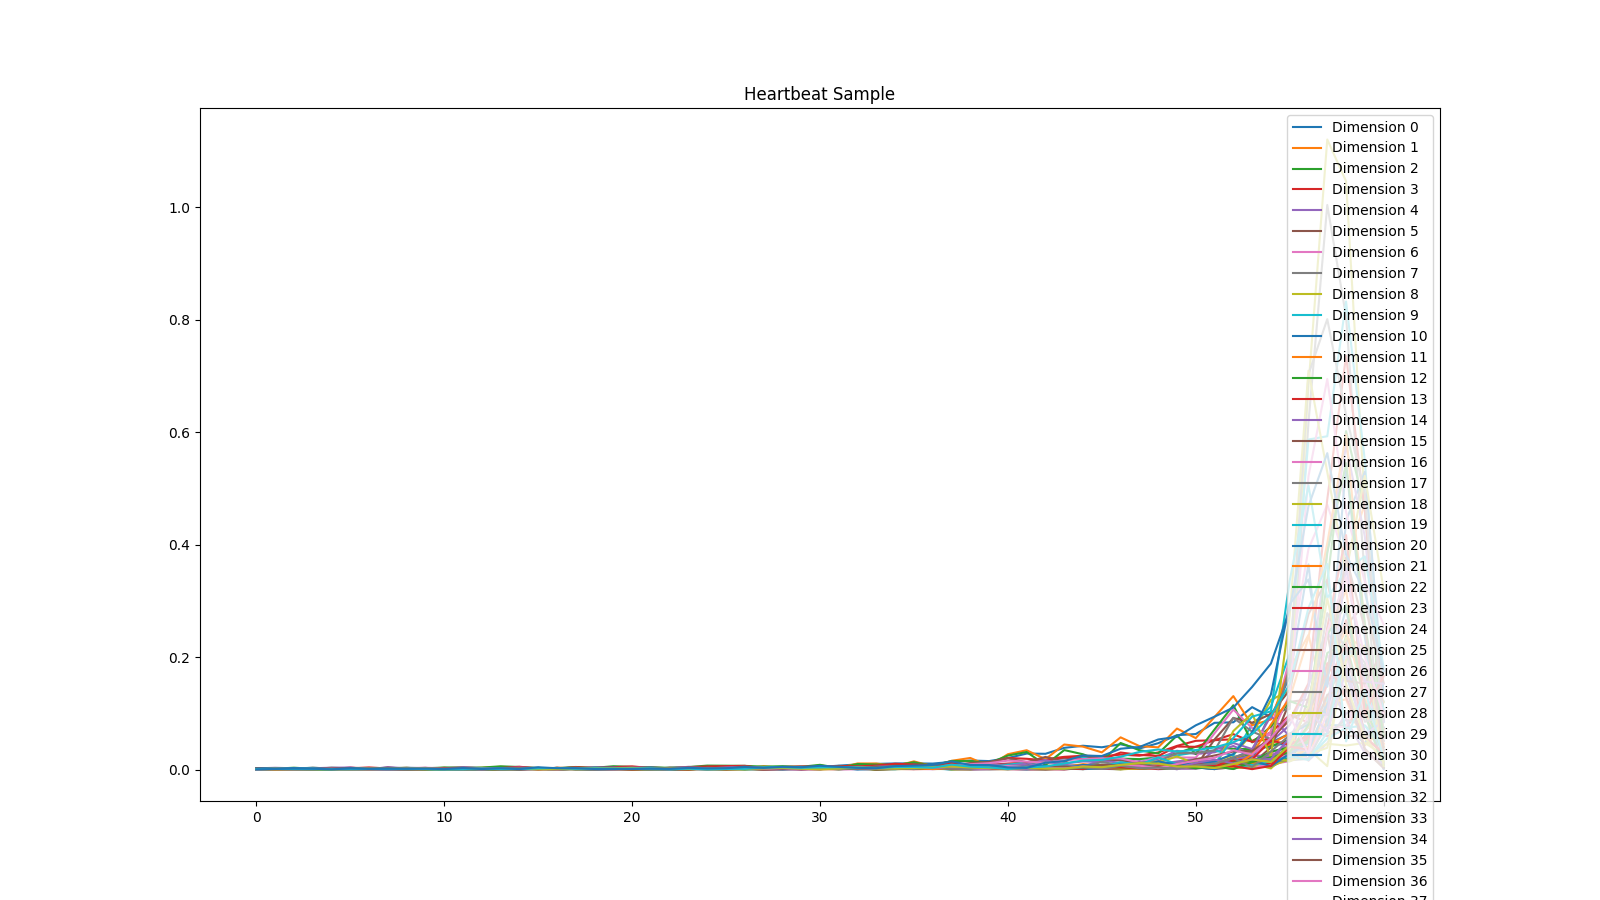 Heartbeat Sample
1.0
0.8
0.6
0.4
0.2
0.0
0 10 20 30 40 50
Dimension 0
Dimension 1
Dimension 2
Dimension 3
Dimension 4
Dimension 5
Dimension 6
Dimension 7
Dimension 8
Dimension 9
Dimension 10
Dimension 11
Dimension 12
Dimension 13
Dimension 14
Dimension 15
Dimension 16
Dimension 17
Dimension 18
Dimension 19
Dimension 20
Dimension 21
Dimension 22
Dimension 23
Dimension 24
Dimension 25
Dimension 26
Dimension 27
Dimension 28
Dimension 29
Dimension 30
Dimension 31
Dimension 32
Dimension 33
Dimension 34
Dimension 35
Dimension 36